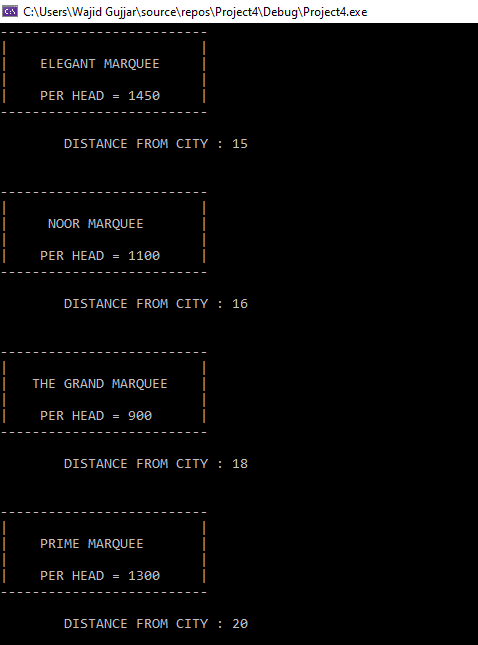 C:\Users\Wajid Gujjar\source\repos\Project4\Debug\Project4.exe
--------------------------
|                        |
|    ELEGANT MARQUEE     |
|                        |
|    PER HEAD = 1450     |
--------------------------
DISTANCE FROM CITY : 15
--------------------------
|                        |
|     NOOR MARQUEE       |
|                        |
|    PER HEAD = 1100     |
--------------------------
DISTANCE FROM CITY : 16
--------------------------
|                        |
|   THE GRAND MARQUEE    |
|                        |
|    PER HEAD = 900      |
--------------------------
DISTANCE FROM CITY : 18
--------------------------
|                        |
|    PRIME MARQUEE       |
|                        |
|    PER HEAD = 1300     |
--------------------------
DISTANCE FROM CITY : 20